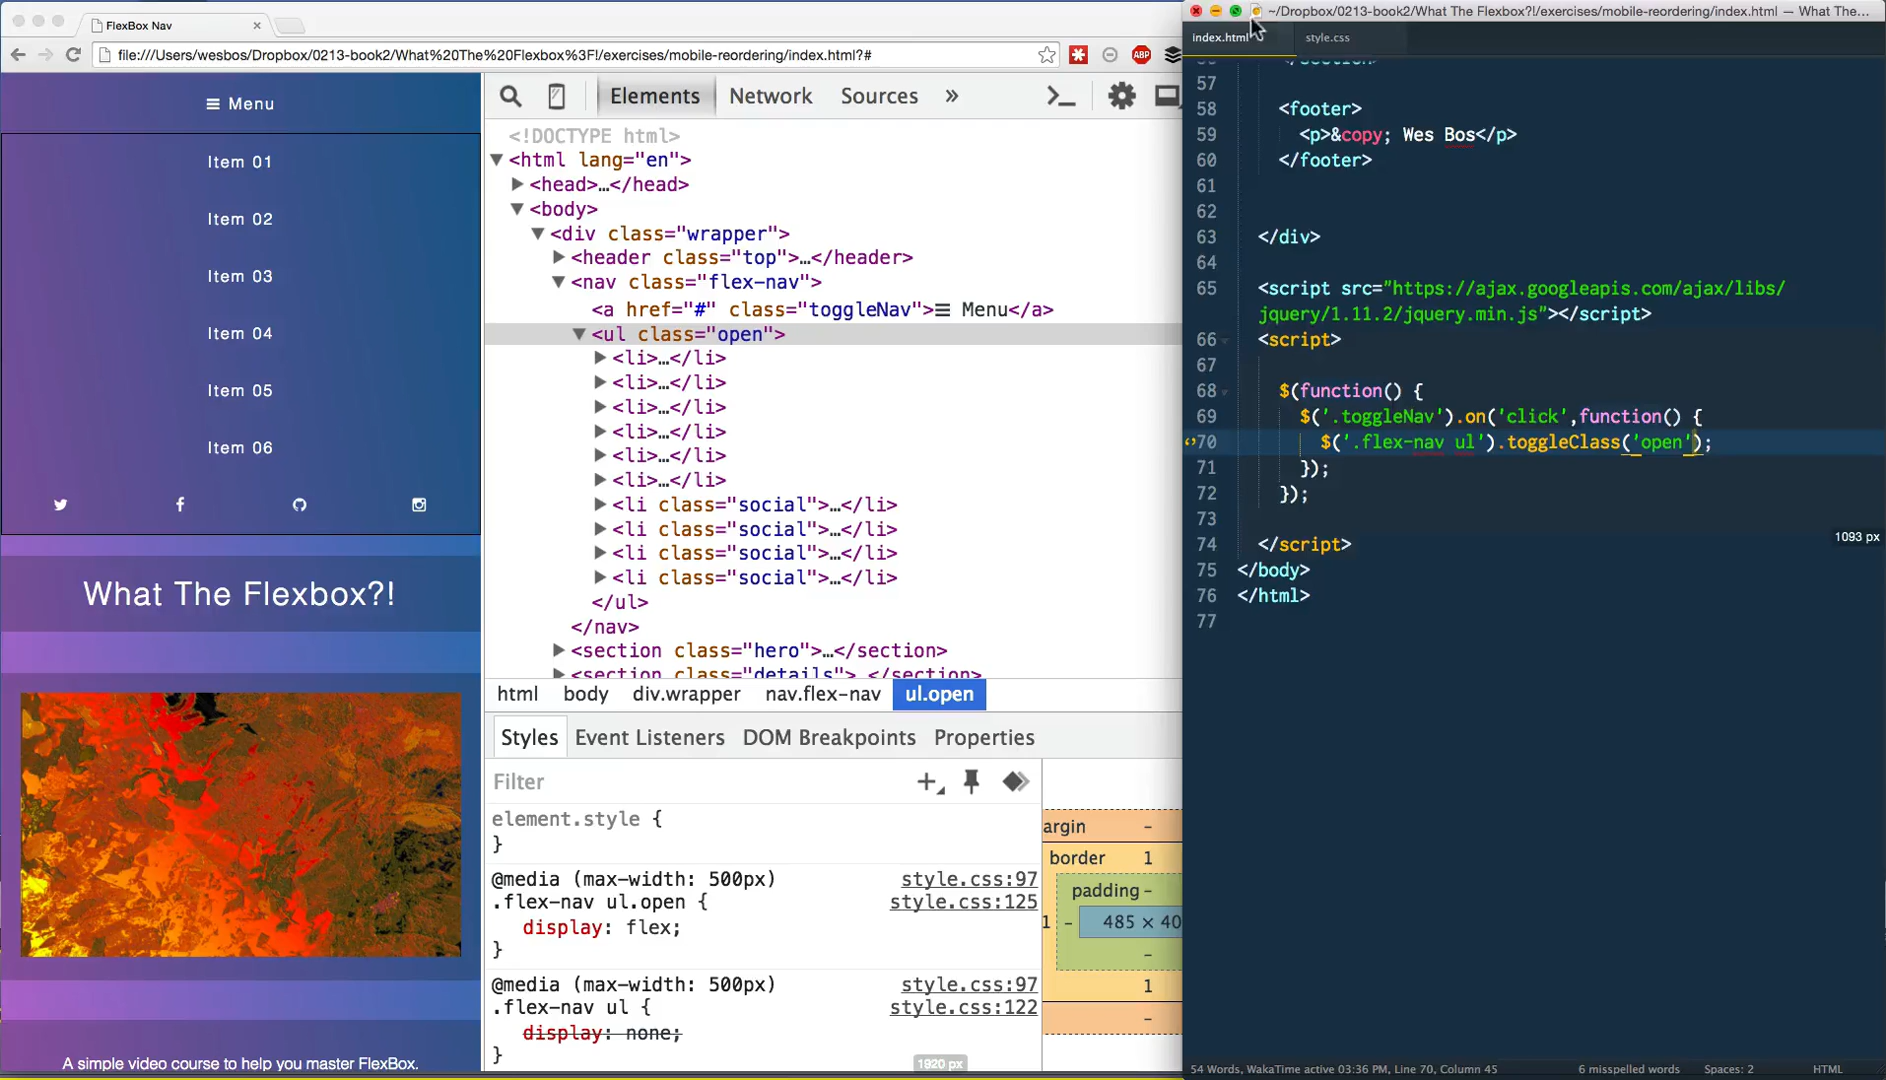 FlexBox Nav
file:///Users/wesbos/Dropbox/0213-book2/What%20The%20Flexbox%3F!/exercises/mobile-reordering/index.html?#
ABP
☰ Menu
Item 01
Item 02
Item 03
Item 04
Item 05
Item 06
What The Flexbox?!
A simple video course to help you master FlexBox.
Elements Network Sources »
<!DOCTYPE html>
<html lang="en">
<head>…</head>
<body>
<div class="wrapper">
<header class="top">…</header>
<nav class="flex-nav">
<a href="#" class="toggleNav">☰ Menu</a>
<ul class="open">
<li>…</li>
<li>…</li>
<li>…</li>
<li>…</li>
<li>…</li>
<li>…</li>
<li class="social">…</li>
<li class="social">…</li>
<li class="social">…</li>
<li class="social">…</li>
</ul>
</nav>
<section class="hero">…</section>
<section class="details">…</section>
html body div.wrapper nav.flex-nav ul.open
Styles Event Listeners DOM Breakpoints Properties
Filter
element.style {
}
@media (max-width: 500px) style.css:97
.flex-nav ul.open { style.css:125
display: flex;
}
@media (max-width: 500px) style.css:97
.flex-nav ul { style.css:122
display: none;
}
1920 px
argin -
border 1
padding -
1 - 485 × 40
-
1
-
~/Dropbox/0213-book2/What The Flexbox?!/exercises/mobile-reordering/index.html — What The...
index.html style.css
56 </section>
57
58 <footer>
59 <p>&copy; Wes Bos</p>
60 </footer>
61
62
63 </div>
64
65 <script src="https://ajax.googleapis.com/ajax/libs/
jquery/1.11.2/jquery.min.js"></script>
66 <script>
67
68 $(function() {
69 $('.toggleNav').on('click',function() {
70 $('.flex-nav ul').toggleClass('open');
71 });
72 });
73
74 </script>
75 </body>
76 </html>
77
1093 px
54 Words, WakaTime active 03:36 PM, Line 70, Column 45 6 misspelled words Spaces: 2 HTML